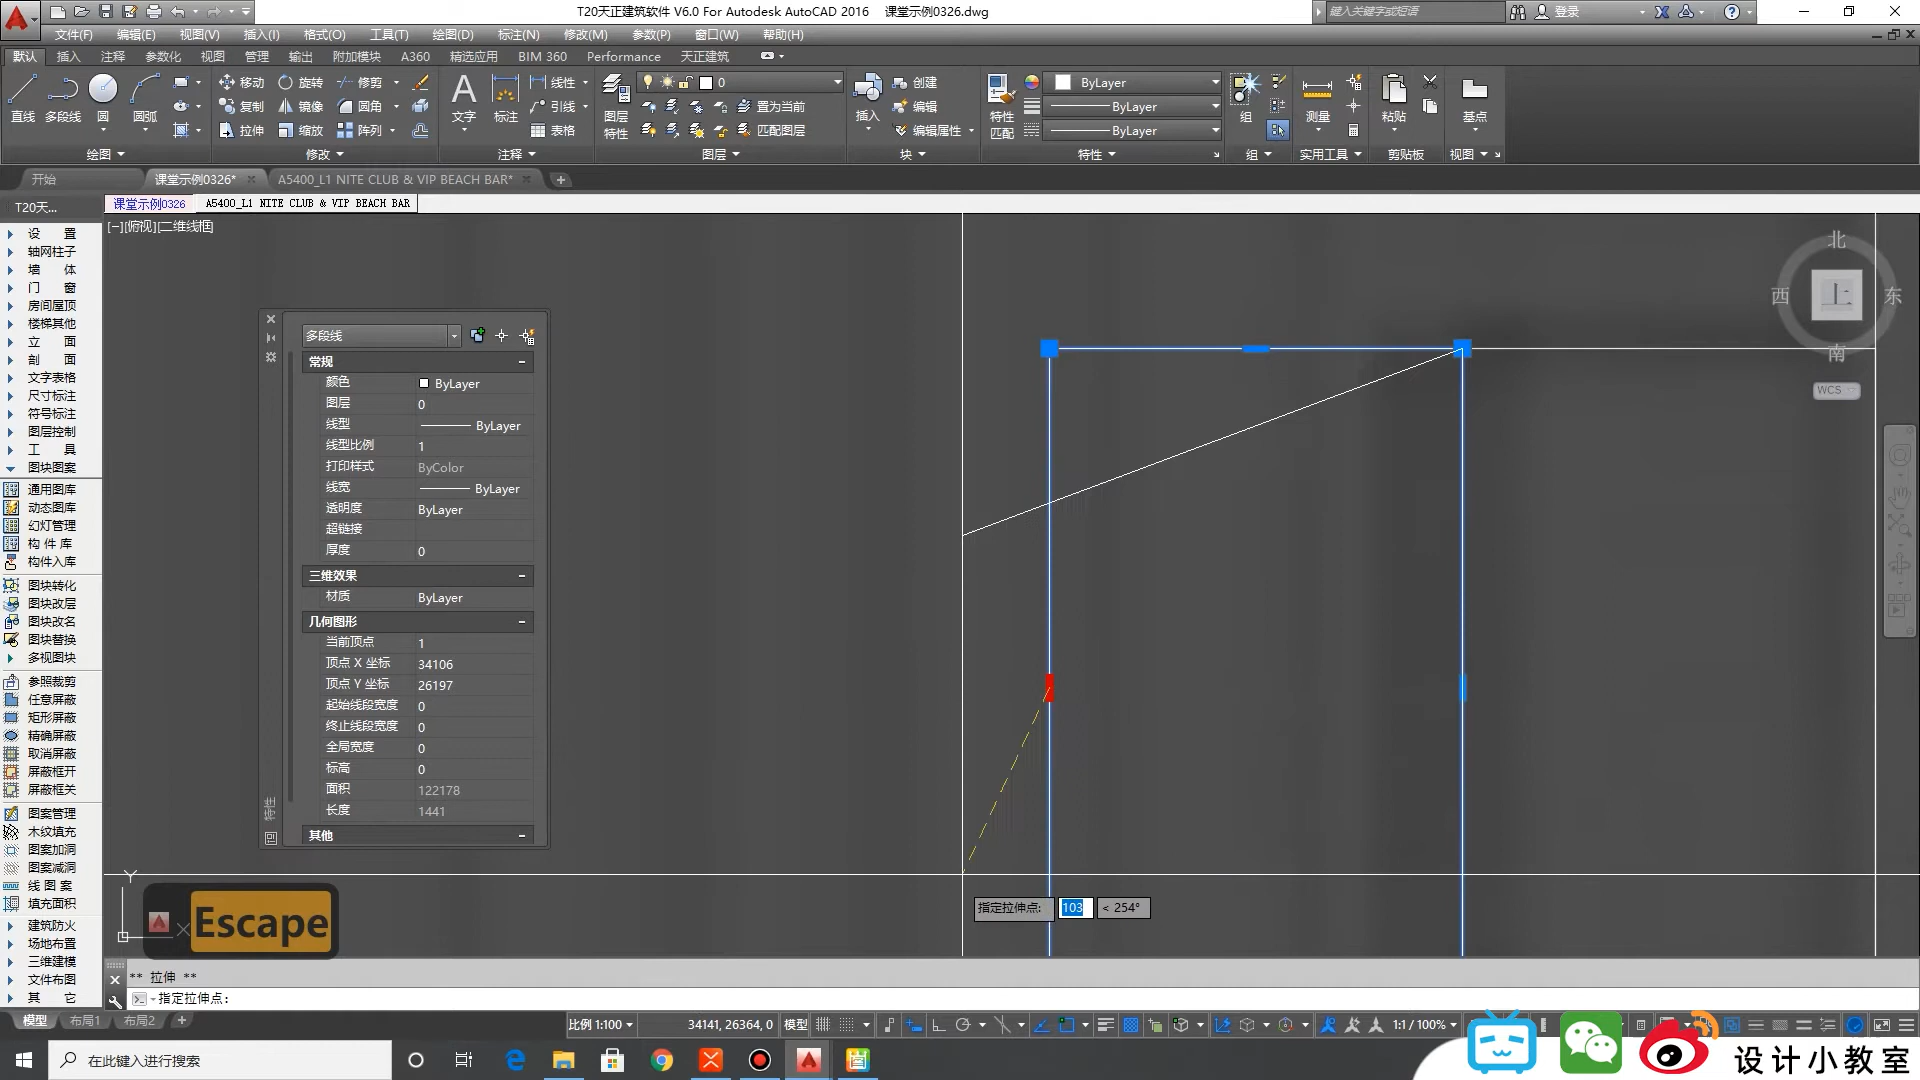 T20天正建筑软件 V6.0 For Autodesk AutoCAD 2016 课堂示例0326.dwg
键入关键字或短语
登录
文件(F) 编辑(E) 视图(V) 插入(I) 格式(O) 工具(T) 绘图(D) 标注(N) 修改(M) 参数(P) 窗口(W) 帮助(H)
默认 插入 注释 参数化 视图 管理 输出 附加模块 A360 精选应用 BIM 360 Performance 天正建筑
直线 多段线 圆 圆弧
移动 旋转 修剪
复制 镜像 圆角
拉伸 缩放 阵列
文字 标注
线性
引线
表格
图层特性
0
置为当前
匹配图层
插入
创建
编辑
编辑属性
特性匹配
ByLayer
ByLayer
ByLayer
组 测量 粘贴 基点
绘图 修改 注释 图层 块 特性 组 实用工具 剪贴板 视图
开始 课堂示例0326* A5400_L1 NITE CLUB & VIP BEACH BAR*
T20天... 课堂示例0326 A5400_L1 NITE CLUB & VIP BEACH BAR
[−][俯视][二维线框]
设 置
轴网柱子
墙 体
门 窗
房间屋顶
楼梯其他
立 面
剖 面
文字表格
尺寸标注
符号标注
图层控制
工 具
图块图案
通用图库
动态图库
幻灯管理
构 件 库
构件入库
图块转化
图块改层
图块改名
图块替换
多视图块
参照裁剪
任意屏蔽
矩形屏蔽
精确屏蔽
取消屏蔽
屏蔽框开
屏蔽框关
图案管理
木纹填充
图案加洞
图案减洞
线 图 案
填充面积
建筑防火
场地布置
三维建模
文件布图
其 它
多段线
常规
颜色 ByLayer
图层 0
线型 ByLayer
线型比例 1
打印样式 ByColor
线宽 ByLayer
透明度 ByLayer
超链接
厚度 0
三维效果
材质 ByLayer
几何图形
当前顶点 1
顶点 X 坐标 34106
顶点 Y 坐标 26197
起始线段宽度 0
终止线段宽度 0
全局宽度 0
标高 0
面积 122178
长度 1441
其他
特性
北
西 上 东
南
WCS
指定拉伸点: 103 < 254°
Y
X
Escape
** 拉伸 **
指定拉伸点:
模型 布局1 布局2
比例 1:100 34141, 26364, 0 模型 1:1 / 100%
在此键入进行搜索
设计小教室